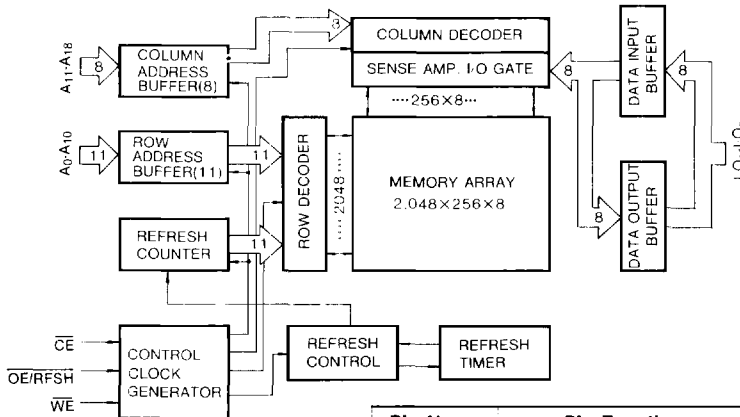 A11-A18
8
COLUMN
ADDRESS
BUFFER(8)
8
COLUMN DECODER
SENSE AMP. I/O GATE
····256×8···
8
DATA INPUT
BUFFER
8
A0-A10
11
ROW
ADDRESS
BUFFER(11)
11
ROW DECODER
····2048····
MEMORY ARRAY
2.048×256×8
8
DATA OUTPUT
BUFFER
REFRESH
COUNTER
11
CE
OE/RFSH
WE
CONTROL
CLOCK
GENERATOR
REFRESH
CONTROL
REFRESH
TIMER